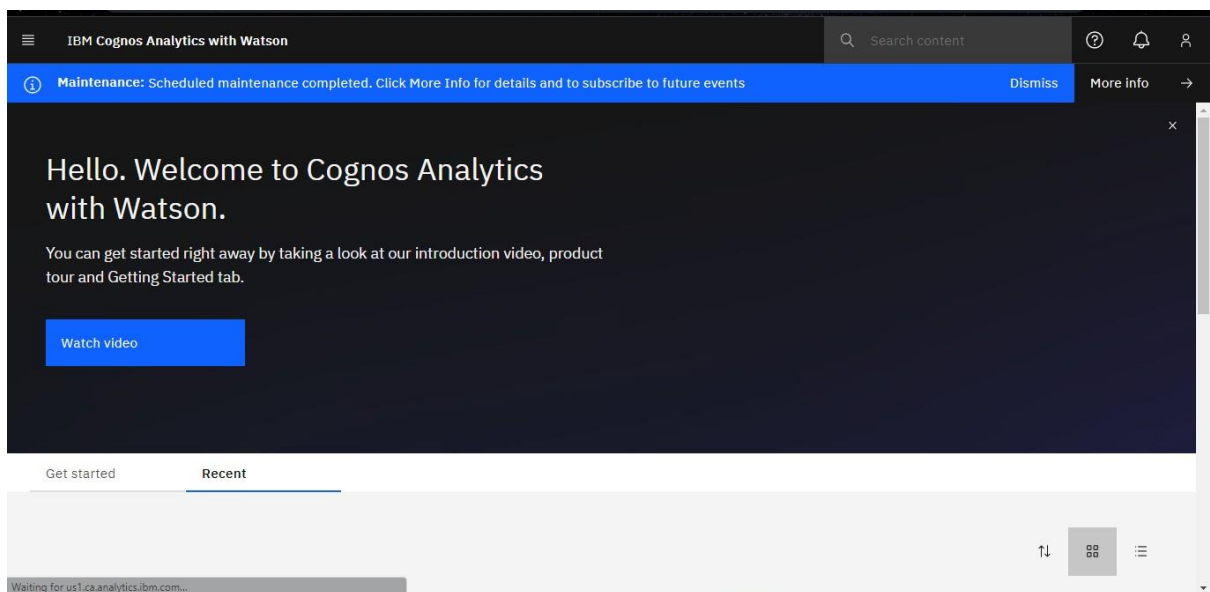 IBM Cognos Analytics with Watson
Search content
Maintenance: Scheduled maintenance completed. Click More Info for details and to subscribe to future events
Dismiss
More info
Hello. Welcome to Cognos Analytics
with Watson.
You can get started right away by taking a look at our introduction video, product
tour and Getting Started tab.
Watch video
Get started
Recent
Waiting for us1.ca.analytics.ibm.com...